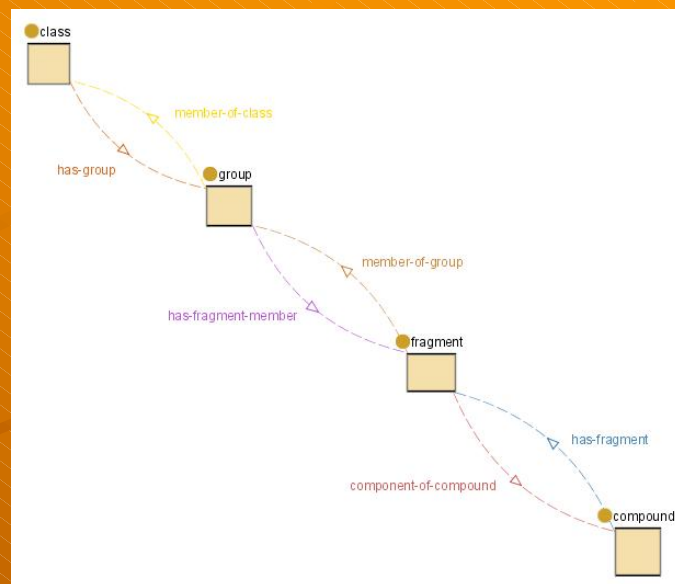 class
member-of-class
has-group
group
member-of-group
has-fragment-member
fragment
has-fragment
component-of-compound
compound